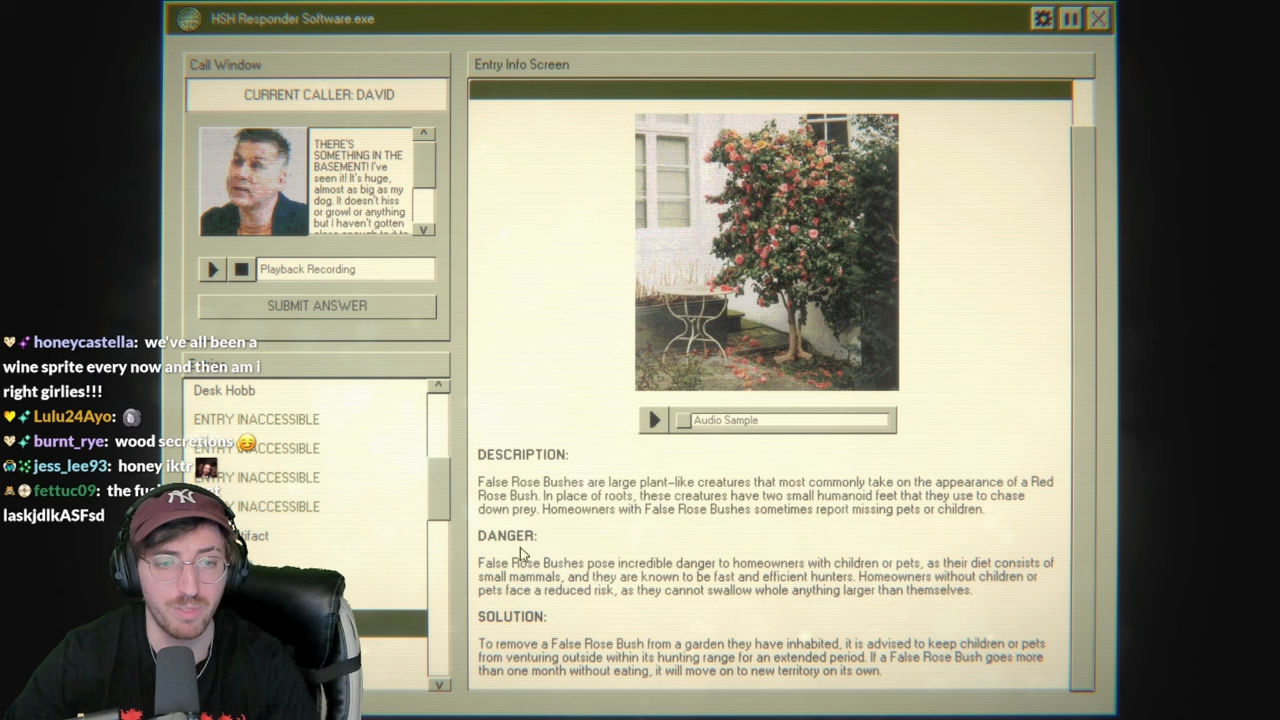 HSH Responder Software.exe
Call Window
CURRENT CALLER: DAVID
THERE'S
SOMETHING IN THE
BASEMENT! I've
seen it! It's huge,
almost as big as my
dog. It doesn't hiss
or growl or anything
but I haven't gotten
Playback Recording
SUBMIT ANSWER
Desk Hobb
ENTRY INACCESSIBLE
ENTRY INACCESSIBLE
ENTRY INACCESSIBLE
ENTRY INACCESSIBLE
honeycastella: we've all been a
wine sprite every now and then am i
right girlies!!!
Lulu24Ayo:
burnt_rye: wood secretions
jess_lee93: honey iktr
fettuc09: the
laskjdlkASFsd
Entry Info Screen
Audio Sample
DESCRIPTION:
False Rose Bushes are large plant-like creatures that most commonly take on the appearance of a Red
Rose Bush. In place of roots, these creatures have two small humanoid feet that they use to chase
down prey. Homeowners with False Rose Bushes sometimes report missing pets or children.
DANGER:
False Rose Bushes pose incredible danger to homeowners with children or pets, as their diet consists of
small mammals, and they are known to be fast and efficient hunters. Homeowners without children or
pets face a reduced risk, as they cannot swallow whole anything larger than themselves.
SOLUTION:
To remove a False Rose Bush from a garden they have inhabited, it is advised to keep children or pets
from venturing outside within its hunting range for an extended period. If a False Rose Bush goes more
than one month without eating, it will move on to new territory on its own.